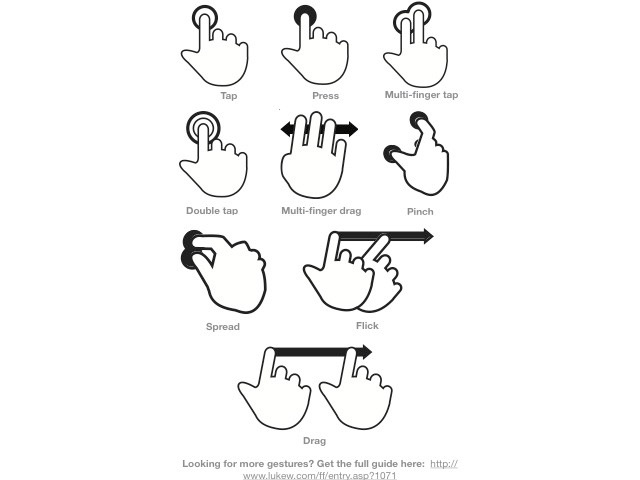 Tap
Press
Multi-finger tap
Double tap
Multi-finger drag
Pinch
Spread
Flick
Drag
Looking for more gestures? Get the full guide here: http://
www.lukew.com/ff/entry.asp?1071